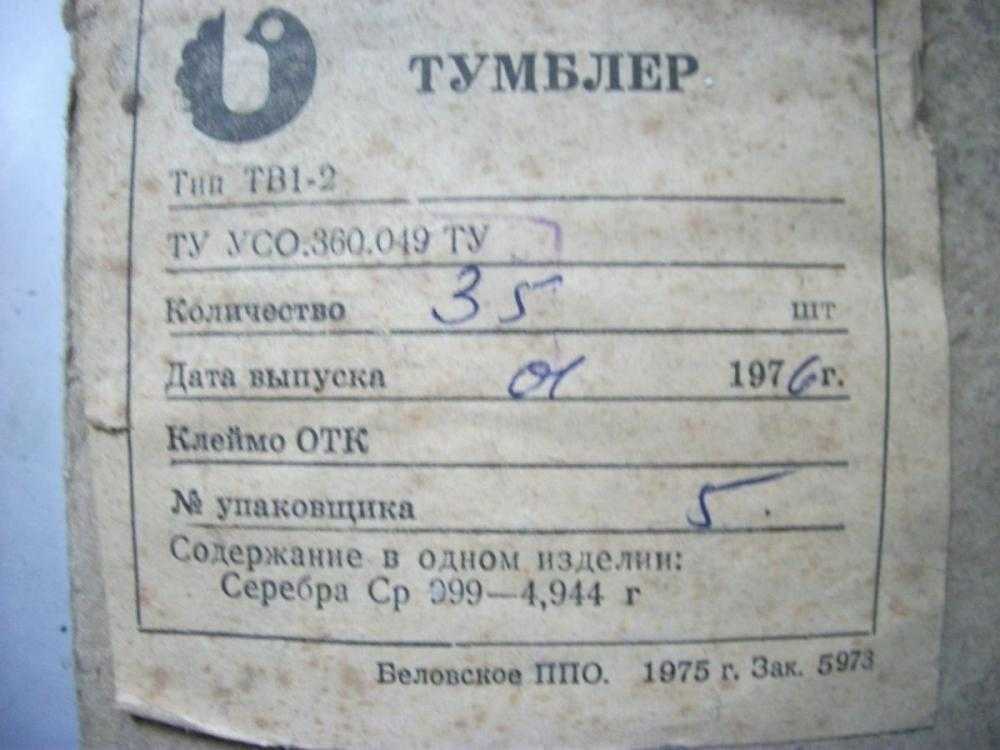 ТУМБЛЕР
Тип ТВ1-2
ТУ УСО.360.049 ТУ
Количество 35 шт
Дата выпуска 01 1976г.
Клеймо ОТК
№ упаковщика 5.
Содержание в одном изделии:
Серебра Ср 999—4,944 г
Беловское ППО. 1975 г. Зак. 5973